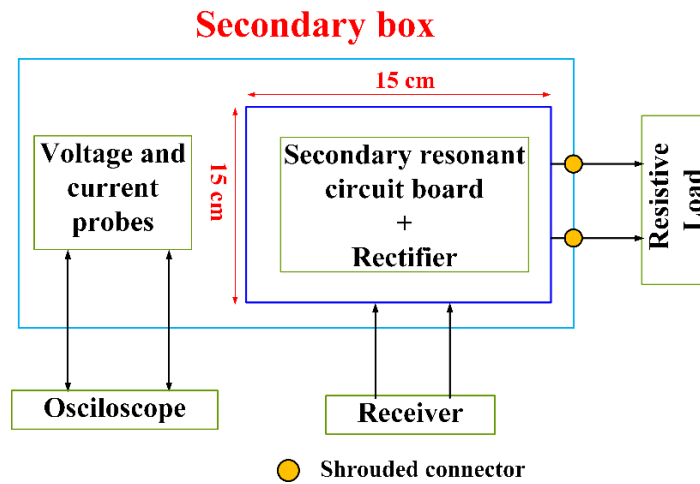 Secondary box
15 cm
15 cm
Voltage and
current
probes
Secondary resonant
circuit board
+
Rectifier
Resistive
Load
Osciloscope
Receiver
Shrouded connector